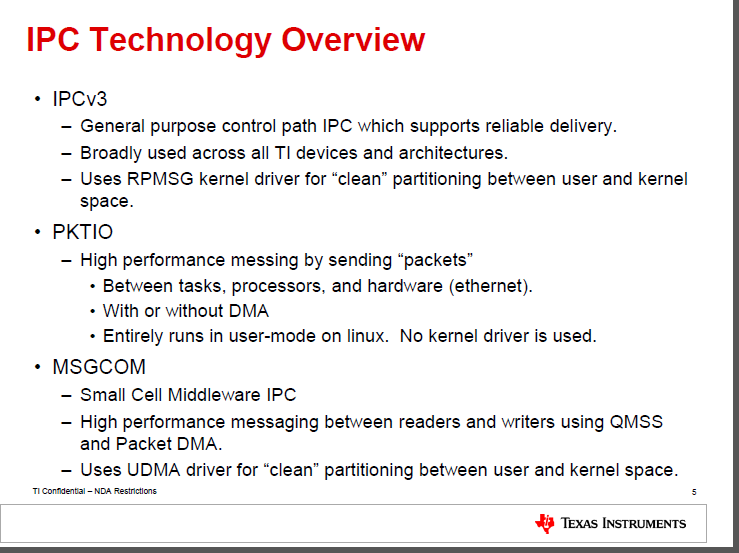 IPC Technology Overview
• IPCv3
– General purpose control path IPC which supports reliable delivery.
– Broadly used across all TI devices and architectures.
– Uses RPMSG kernel driver for “clean” partitioning between user and kernel
space.
• PKTIO
– High performance messing by sending “packets”
• Between tasks, processors, and hardware (ethernet).
• With or without DMA
• Entirely runs in user-mode on linux.  No kernel driver is used.
• MSGCOM
– Small Cell Middleware IPC
– High performance messaging between readers and writers using QMSS
and Packet DMA.
– Uses UDMA driver for “clean” partitioning between user and kernel space.
TI Confidential – NDA Restrictions
5
TEXAS INSTRUMENTS